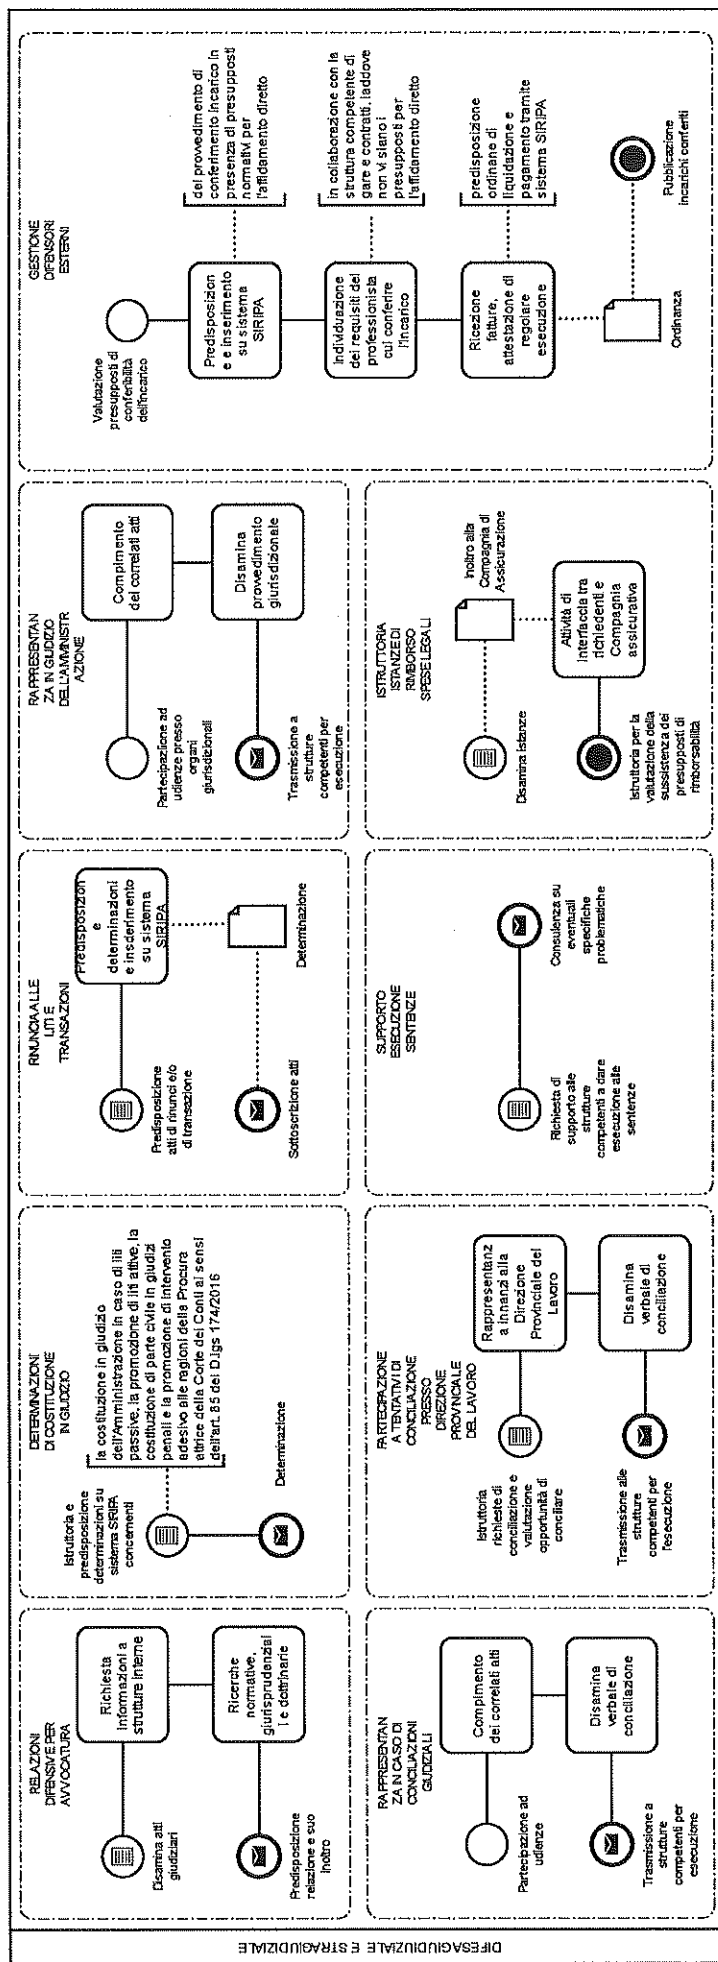 DIFESA GIUDIZIALE E STRAGIUDIZIALE
RELAZIONI
DIFENSIVE PER
AVVOCATURA
Disamina atti
giudiziari
Richiesta
informazioni a
strutture interne
Ricerche
normative,
giurisprudenzial
i e dottrinarie
Predisposizione
relazione e suo
inoltro
DETERMINAZIONI
DI COSTITUZIONE
IN GIUDIZIO
Istruttoria e
predisposizione
determinazioni su
sistema SIRIPA
concernenti
la costituzione in giudizio
dell'Amministrazione in caso di liti
passive, la promozione di liti attive, la
costituzione di parte civile in giudizi
penali e la promozione di intervento
adesivo alle ragioni della Procura
attrice della Corte dei Conti ai sensi
dell'art. 85 del D.lgs 174/2016
Determinazione
RINUNCIA ALLE
LITI E
TRANSAZIONI
Predisposizione
atti di rinunci e/o
di transazione
Predisposizion
e
determinazioni
e insderimento
su sistema
SIRIPA
Determinazione
Sottoscrizione atti
RAPPRESENTAN
ZA IN GIUDIZIO
DELL'AMMINISTR
AZIONE
Partecipazione ad
udienze presso
organi
giurisdizionali
Compimento
dei correlati atti
Disamina
provvedimento
giurisdizionale
Trasmissione a
strutture
competenti per
esecuzione
GESTIONE
DIFENSORI
ESTERNI
Valutazione
presupposti di
conferibilità
dell'incarico
Predisposizion
e e inserimento
su sistema
SIRIPA
del provvedimento di
conferimento incarico in
presenza di presupposti
normativi per
l'affidamento diretto
Individuazione
dei requisiti del
professionista
cui conferire
l'incarico
in collaborazione con la
struttura competente di
gare e contratti, laddove
non vi siano i
presupposti per
l'affidamento diretto
Ricezione
fatture,
attestazione di
regolare
esecuzione
predisposizione
ordinane di
liquidazione e
pagamento tramite
sistema SIRIPA
Ordinanza
Pubblicazione
incarichi conferiti
RAPPRESENTAN
ZA IN CASO DI
CONCILIAZIONI
GIUDIZIALI
Partecipazione ad
udienze
Compimento
dei correlati atti
Disamina
verbale di
conciliazione
Trasmissione a
strutture
competenti per
esecuzione
PARTECIPAZIONE
A TENTATIVI DI
CONCILIAZIONE
PRESSO
DIREZIONE
PROVINCIALE
DEL LAVORO
Istruttoria
richieste di
conciliazione e
valutazione
opportunità di
conciliare
Rappresentanz
a innanzi alla
Direzione
Provinciale del
Lavoro
Disamina
verbale di
conciliazione
Trasmissione alle
strutture
competenti per
l'esecuzione
SUPPORTO
ESECUZIONE
SENTENZE
Richiesta di
supporto alle
strutture
competenti a dare
esecuzione alle
sentenze
Consulenza su
eventuali
specifiche
problematiche
ISTRUTTORIA
ISTANZE DI
RIMBORSO
SPESE LEGALI
Disamina istanze
Inoltro alla
Compagnia di
Assicurazione
Attività di
Interfaccia tra
richiedenti e
Compagnia
assicurativa
Istruttoria per la
valutazione della
sussistenza dei
presupposti di
rimborsabilità